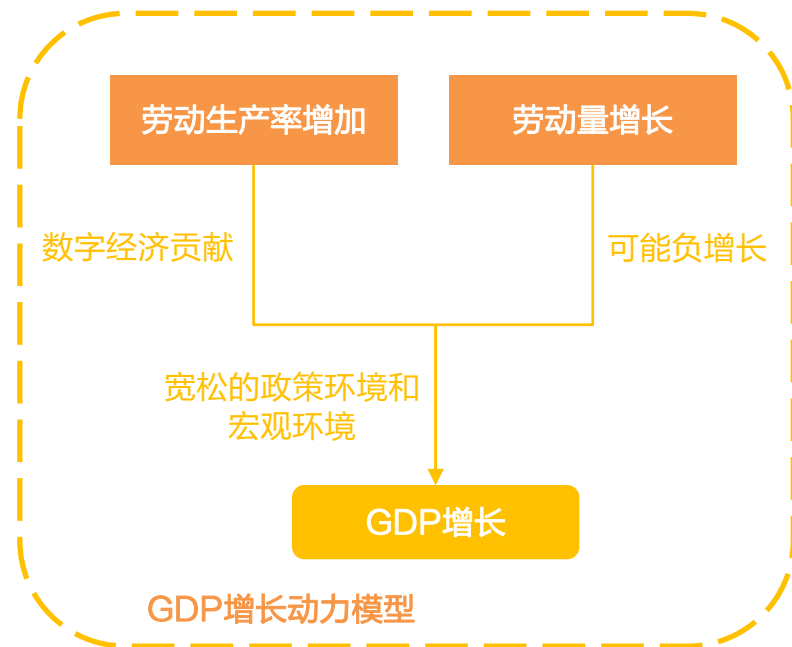 劳动生产率增加
劳动量增长
数字经济贡献
可能负增长
宽松的政策环境和
宏观环境
GDP增长
GDP增长动力模型